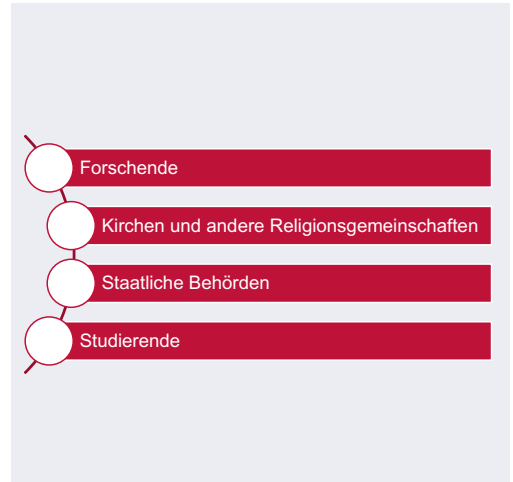 Forschende
Kirchen und andere Religionsgemeinschaften
Staatliche Behörden
Studierende